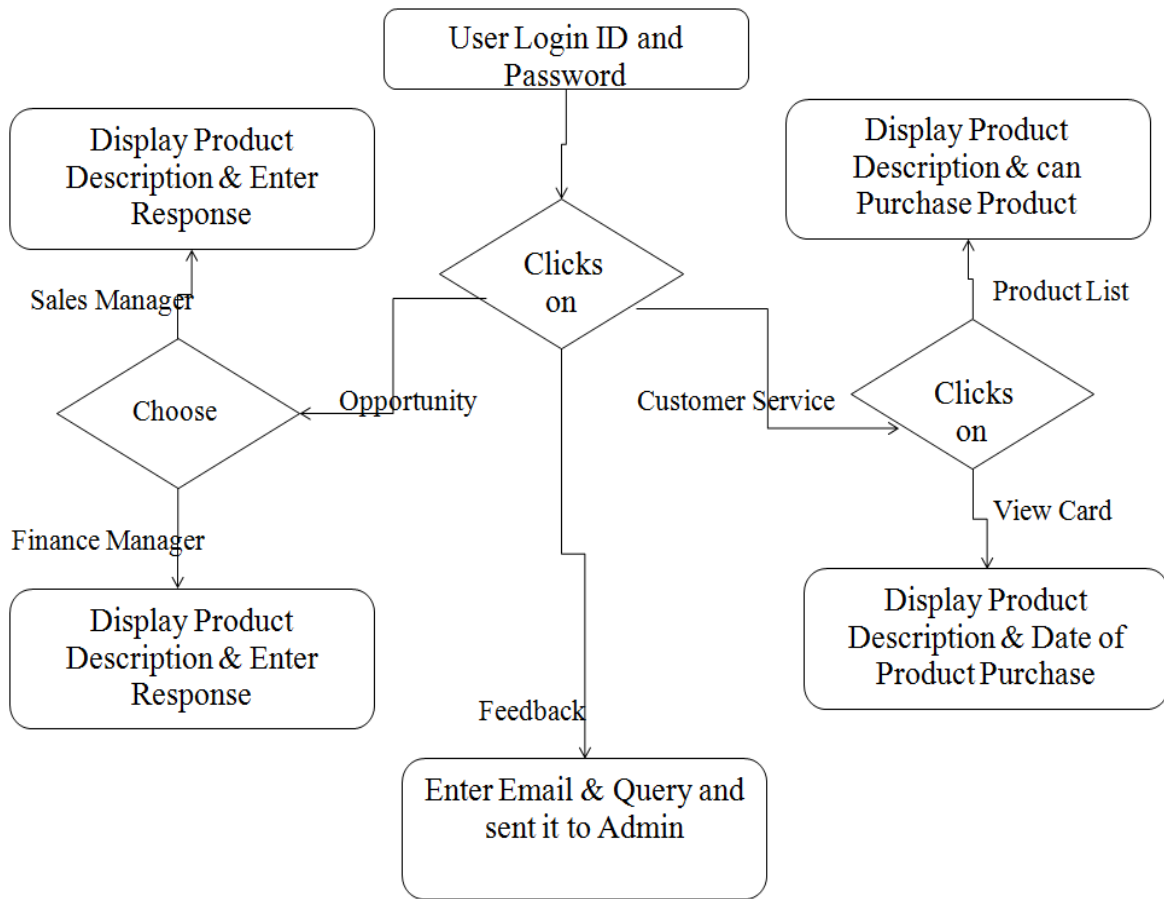 User Login ID and
Password
Display Product
Description & Enter
Response
Display Product
Description & can
Purchase Product
Clicks
on
Sales Manager
Product List
Choose
Opportunity
Customer Service
Clicks
on
Finance Manager
View Card
Display Product
Description & Enter
Response
Display Product
Description & Date of
Product Purchase
Feedback
Enter Email & Query and
sent it to Admin